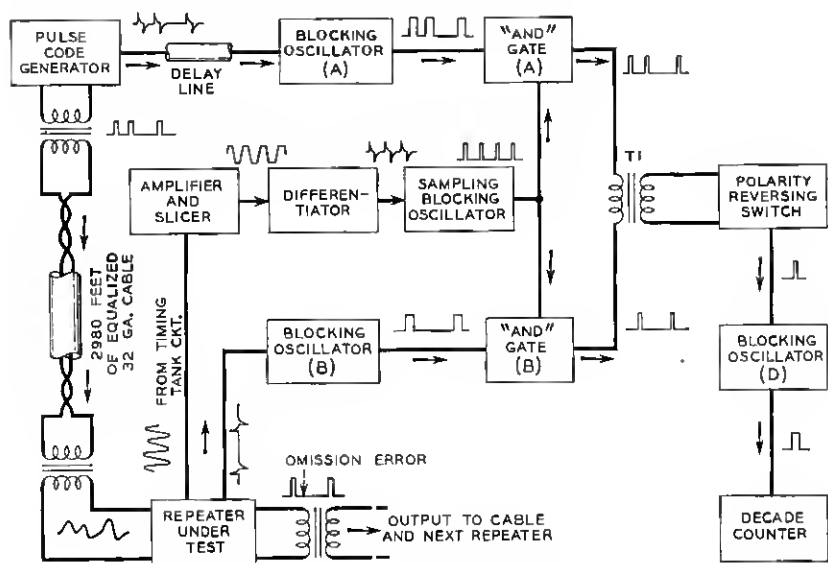 PULSE CODE
GENERATOR
DELAY
LINE
BLOCKING
OSCILLATOR
(A)
"AND"
GATE
(A)
AMPLIFIER
AND
SLICER
DIFFEREN-
TIATOR
SAMPLING
BLOCKING
OSCILLATOR
T1
POLARITY
REVERSING
SWITCH
2980 FEET
OF EQUALIZED
32 GA. CABLE
FROM TIMING
TANK CKT.
BLOCKING
OSCILLATOR
(B)
"AND"
GATE
(B)
BLOCKING
OSCILLATOR
(D)
OMISSION ERROR
REPEATER
UNDER
TEST
OUTPUT TO CABLE
AND NEXT REPEATER
DECADE
COUNTER